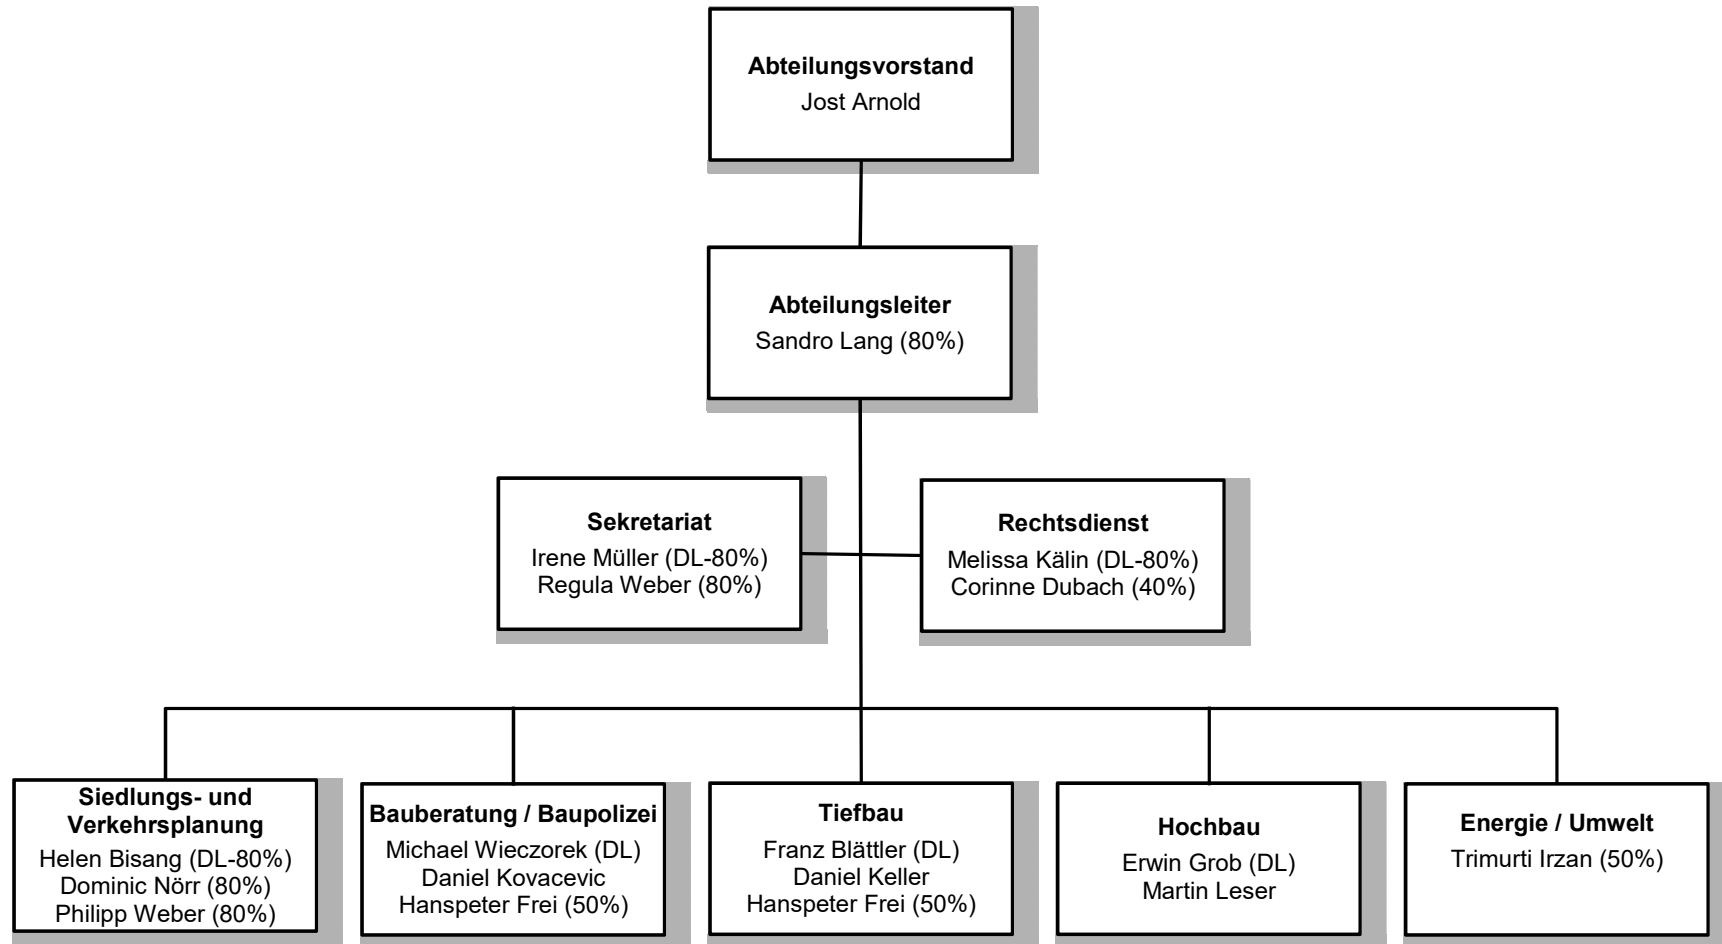 Abteilungsvorstand
Jost Arnold
Abteilungsleiter
Sandro Lang (80%)
Sekretariat
Irene Müller (DL-80%)
Regula Weber (80%)
Rechtsdienst
Melissa Kälin (DL-80%)
Corinne Dubach (40%)
Siedlungs- und
Verkehrsplanung
Helen Bisang (DL-80%)
Dominic Nörr (80%)
Philipp Weber (80%)
Bauberatung / Baupolizei
Michael Wieczorek (DL)
Daniel Kovacevic
Hanspeter Frei (50%)
Tiefbau
Franz Blättler (DL)
Daniel Keller
Hanspeter Frei (50%)
Hochbau
Erwin Grob (DL)
Martin Leser
Energie / Umwelt
Trimurti Irzan (50%)